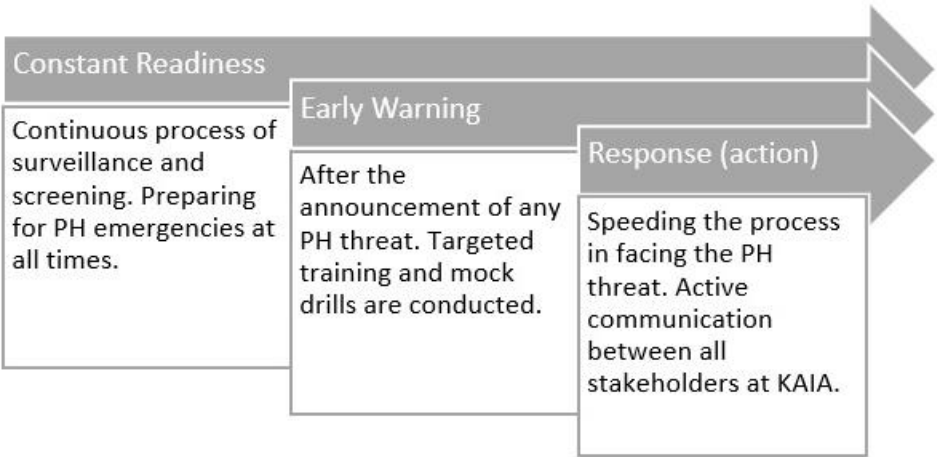 Constant Readiness
Continuous process of
surveillance and
screening. Preparing
for PH emergencies at
all times.
Early Warning
After the
announcement of any
PH threat. Targeted
training and mock
drills are conducted.
Response (action)
Speeding the process
in facing the PH
threat. Active
communication
between all
stakeholders at KAIA.